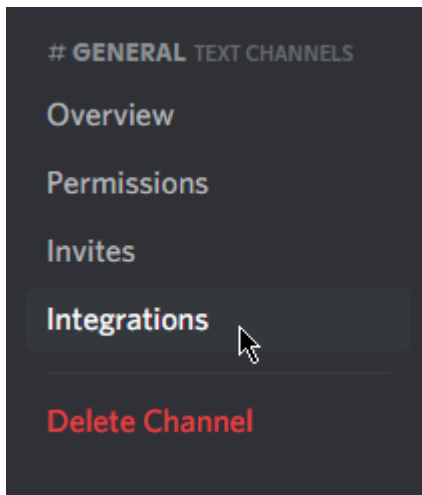 # GENERAL TEXT CHANNELS
Overview
Permissions
Invites
Integrations
Delete Channel